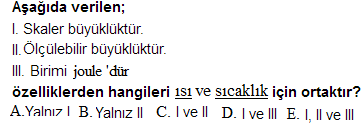 Aşağıda verilen;
I. Skaler büyüklüktür.
II. Ölçülebilir büyüklüktür.
III. Birimi joule 'dür
özelliklerden hangileri ısı ve sıcaklık için ortaktır?
A.Yalnız I B. Yalnız II C. I ve II D. I ve III E. I, II ve III